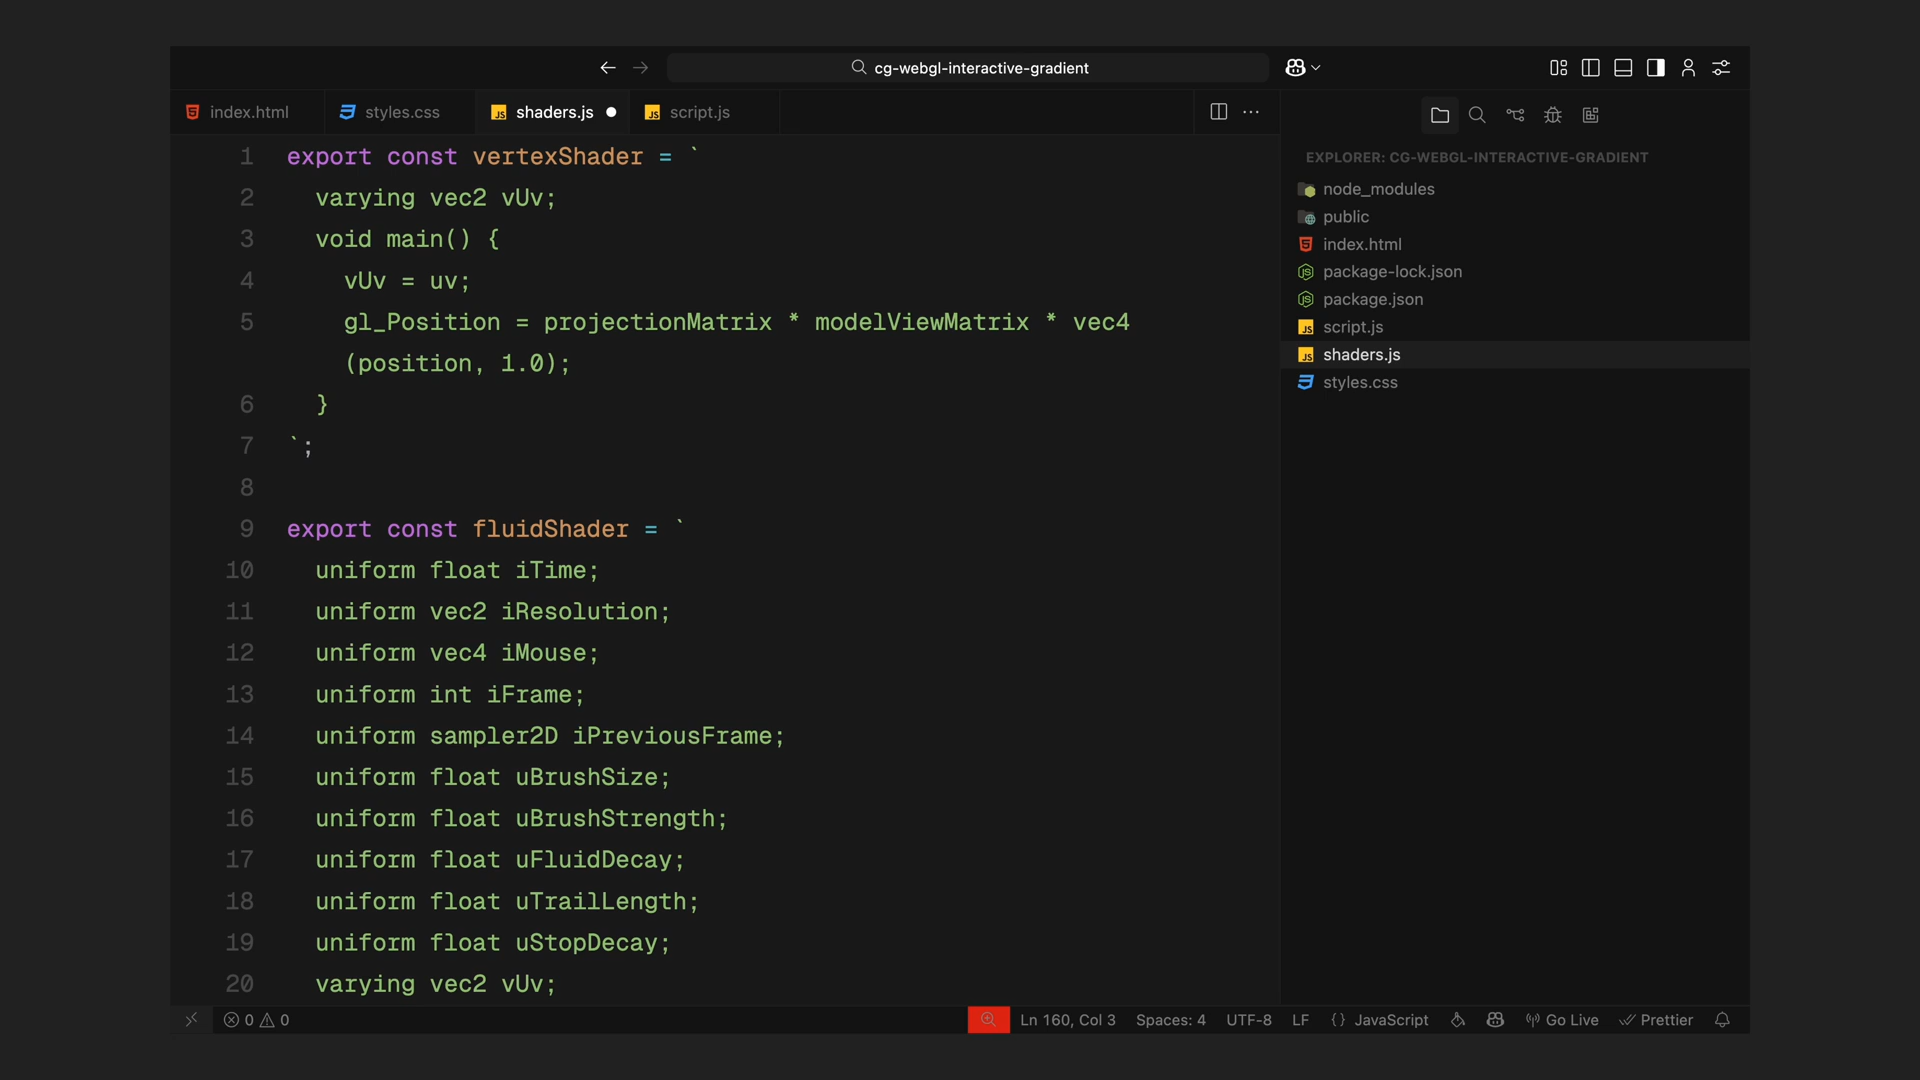 cg-webgl-interactive-gradient
index.html
styles.css
shaders.js
script.js
1 export const vertexShader = `
2 varying vec2 vUv;
3 void main() {
4 vUv = uv;
5 gl_Position = projectionMatrix * modelViewMatrix * vec4
(position, 1.0);
6 }
7 `;
8
9 export const fluidShader = `
10 uniform float iTime;
11 uniform vec2 iResolution;
12 uniform vec4 iMouse;
13 uniform int iFrame;
14 uniform sampler2D iPreviousFrame;
15 uniform float uBrushSize;
16 uniform float uBrushStrength;
17 uniform float uFluidDecay;
18 uniform float uTrailLength;
19 uniform float uStopDecay;
20 varying vec2 vUv;
EXPLORER: CG-WEBGL-INTERACTIVE-GRADIENT
node_modules
public
index.html
package-lock.json
package.json
script.js
shaders.js
styles.css
0 0
Ln 160, Col 3
Spaces: 4
UTF-8
LF
{} JavaScript
Go Live
Prettier